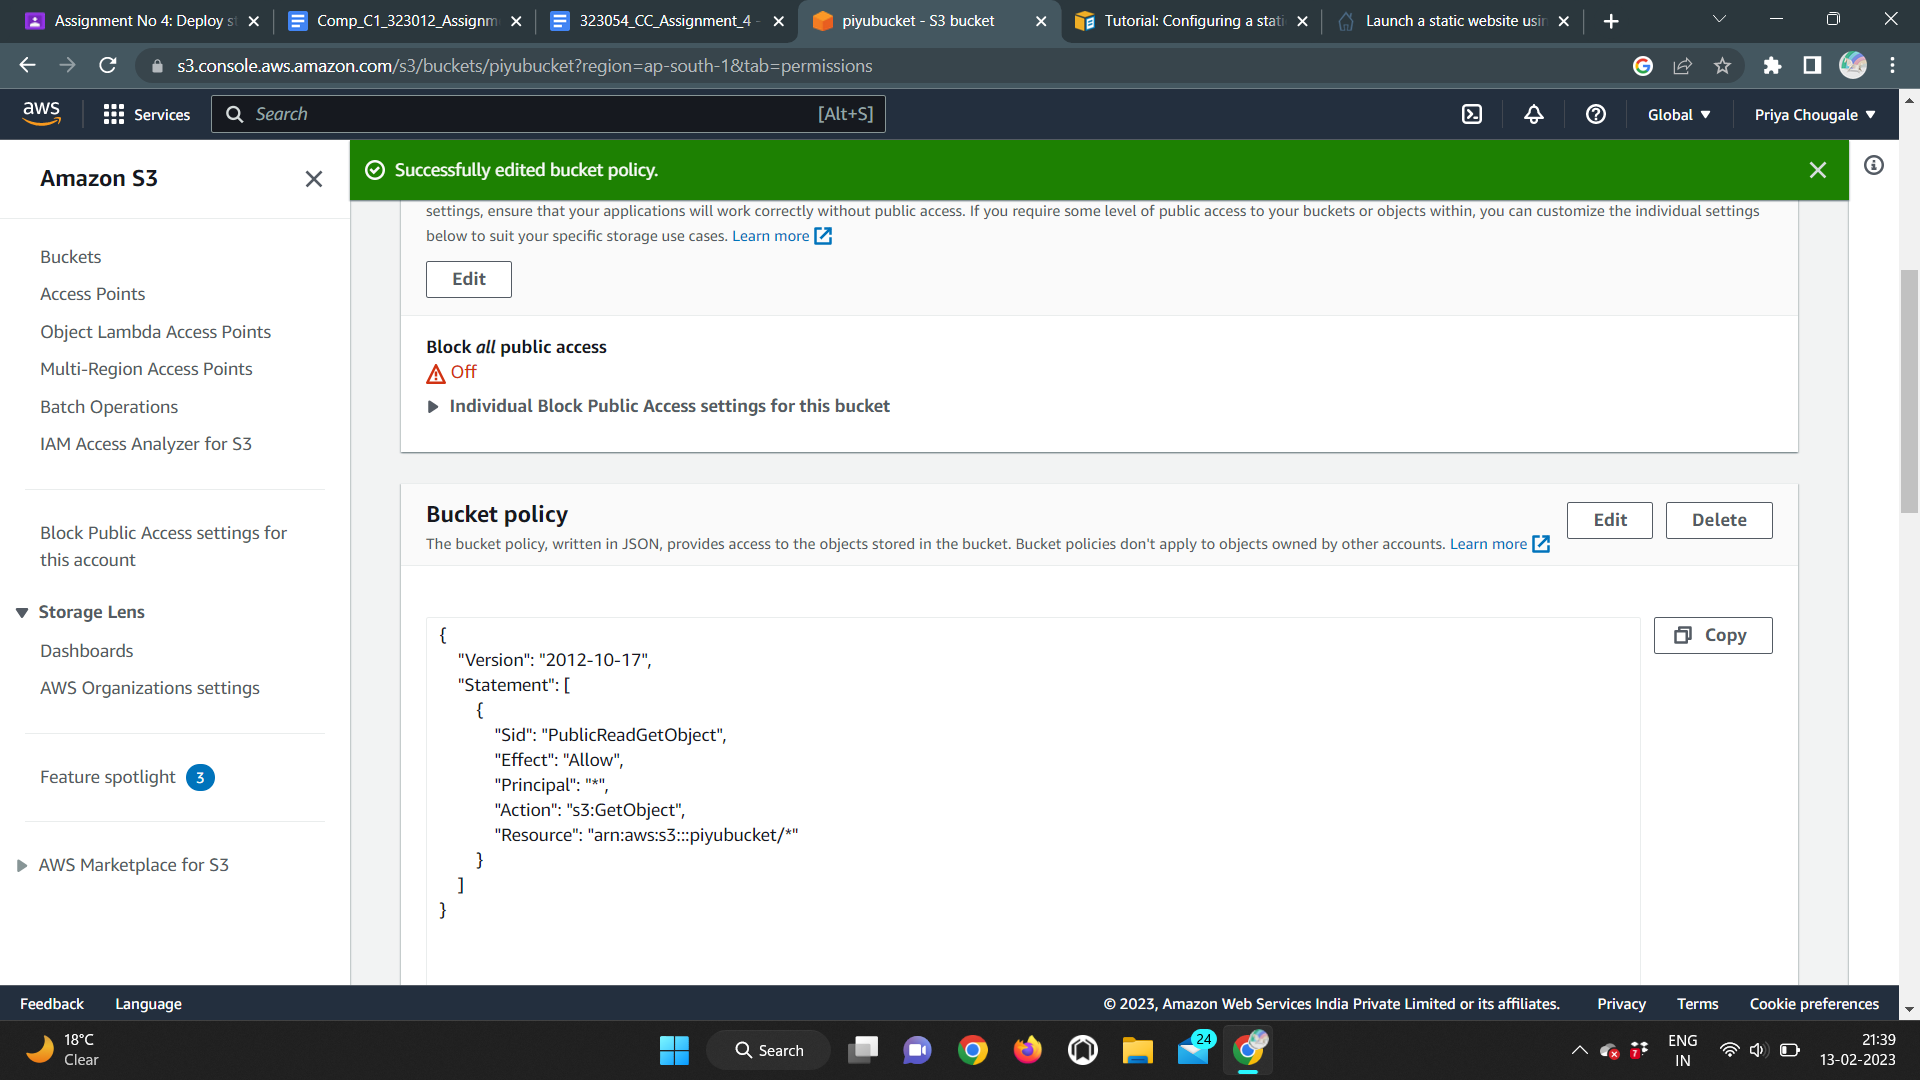 Assignment No 4: Deploy st
Comp_C1_323012_Assignm
323054_CC_Assignment_4 -
piyubucket - S3 bucket
Tutorial: Configuring a stati
Launch a static website usin
s3.console.aws.amazon.com/s3/buckets/piyubucket?region=ap-south-1&tab=permissions
aws
Services
Search
[Alt+S]
Global
Priya Chougale
Amazon S3
Buckets
Access Points
Object Lambda Access Points
Multi-Region Access Points
Batch Operations
IAM Access Analyzer for S3
Block Public Access settings for
this account
Storage Lens
Dashboards
AWS Organizations settings
Feature spotlight 3
AWS Marketplace for S3
Successfully edited bucket policy.
settings, ensure that your applications will work correctly without public access. If you require some level of public access to your buckets or objects within, you can customize the individual settings
below to suit your specific storage use cases. Learn more
Edit
Block all public access
Off
Individual Block Public Access settings for this bucket
Bucket policy
Edit
Delete
The bucket policy, written in JSON, provides access to the objects stored in the bucket. Bucket policies don't apply to objects owned by other accounts. Learn more
Copy
{
"Version": "2012-10-17",
"Statement": [
{
"Sid": "PublicReadGetObject",
"Effect": "Allow",
"Principal": "*",
"Action": "s3:GetObject",
"Resource": "arn:aws:s3:::piyubucket/*"
}
]
}
Feedback
Language
© 2023, Amazon Web Services India Private Limited or its affiliates.
Privacy
Terms
Cookie preferences
18°C
Clear
Search
24
7
ENG
IN
21:39
13-02-2023